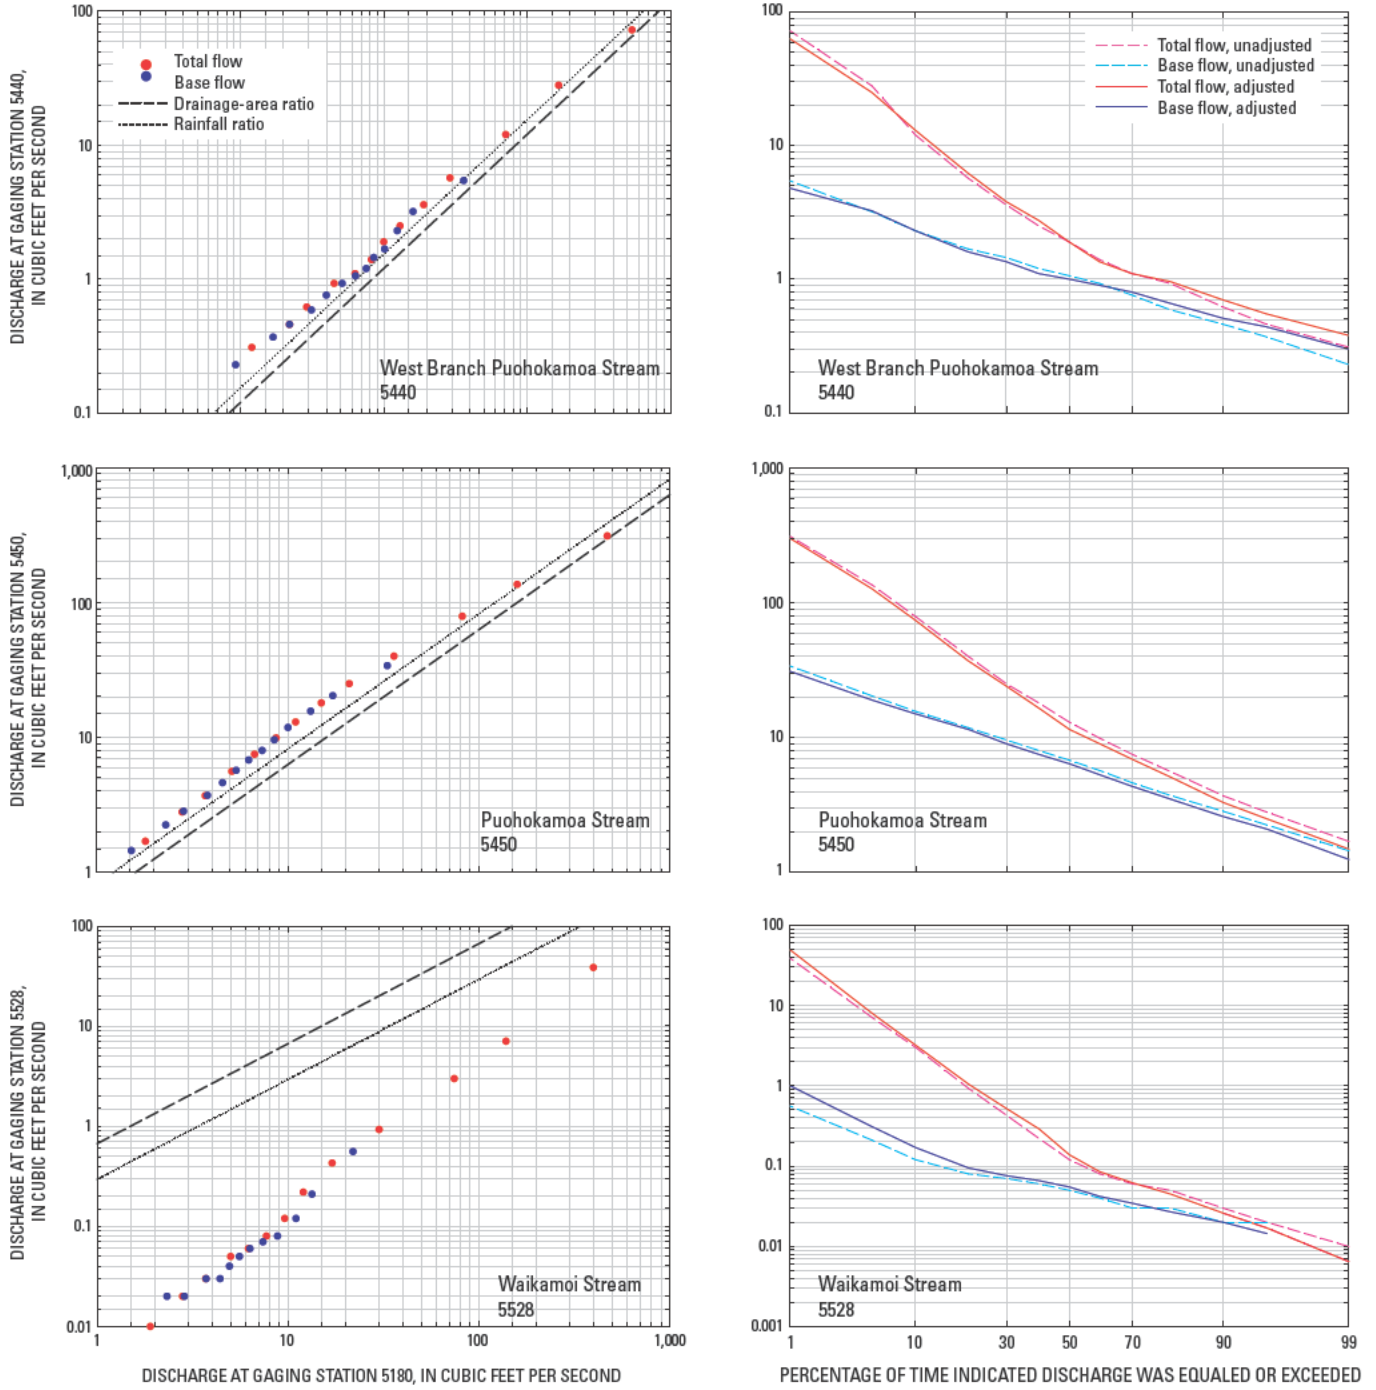 DISCHARGE AT GAGING STATION 5440,
IN CUBIC FEET PER SECOND
100
10
1
0.1
Total flow
Base flow
Drainage-area ratio
Rainfall ratio
West Branch Puohokamoa Stream
5440
100
10
1
0.1
Total flow, unadjusted
Base flow, unadjusted
Total flow, adjusted
Base flow, adjusted
West Branch Puohokamoa Stream
5440
DISCHARGE AT GAGING STATION 5450,
IN CUBIC FEET PER SECOND
1,000
100
10
1
Puohokamoa Stream
5450
1,000
100
10
1
Puohokamoa Stream
5450
DISCHARGE AT GAGING STATION 5528,
IN CUBIC FEET PER SECOND
100
10
1
0.1
0.01
Waikamoi Stream
5528
1 10 100 1,000
DISCHARGE AT GAGING STATION 5180, IN CUBIC FEET PER SECOND
100
10
1
0.1
0.01
0.001
Waikamoi Stream
5528
1 10 30 50 70 90 99
PERCENTAGE OF TIME INDICATED DISCHARGE WAS EQUALED OR EXCEEDED